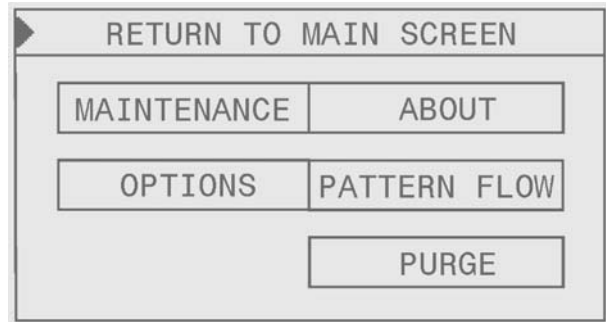 RETURN TO MAIN SCREEN
MAINTENANCE ABOUT
OPTIONS PATTERN FLOW
PURGE